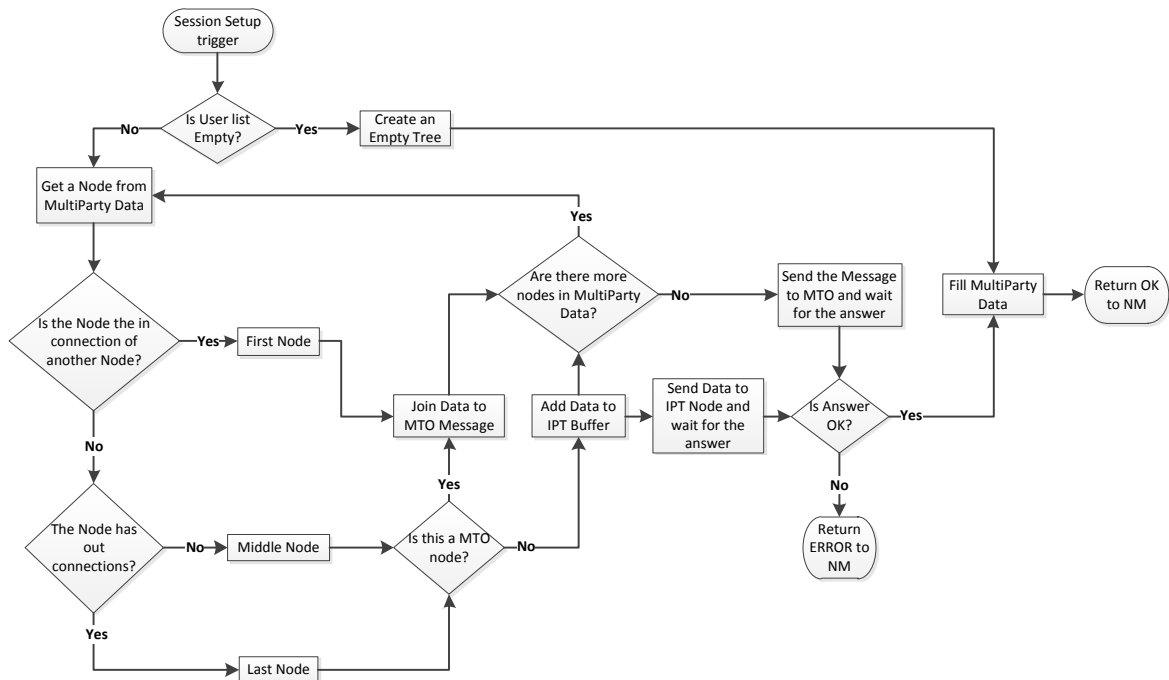 Session Setup
trigger
Is User list
Empty?
No
Yes
Create an
Empty Tree
Get a Node from
MultiParty Data
Yes
Are there more
nodes in MultiParty
Data?
No
Send the Message
to MTO and wait
for the answer
Fill MultiParty
Data
Return OK
to NM
Is the Node the in
connection of
another Node?
Yes
First Node
Join Data to
MTO Message
Add Data to
IPT Buffer
Send Data to
IPT Node and
wait for the
answer
Is Answer
OK?
Yes
No
Yes
No
The Node has
out
connections?
No
Middle Node
Is this a MTO
node?
No
Return
ERROR to
NM
Yes
Last Node